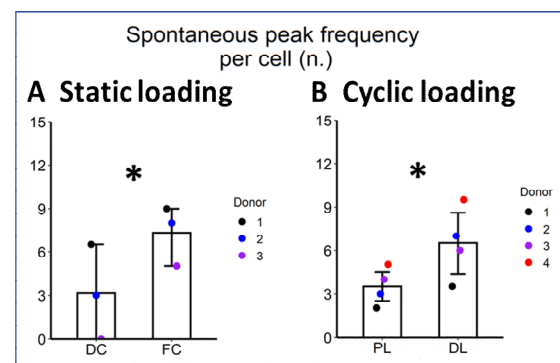 Spontaneous peak frequency
per cell (n.)
A Static loading
B Cyclic loading
15
12
9
6
3
0
*
DC
FC
Donor
1
2
3
15
12
9
6
3
0
*
PL
DL
Donor
1
2
3
4